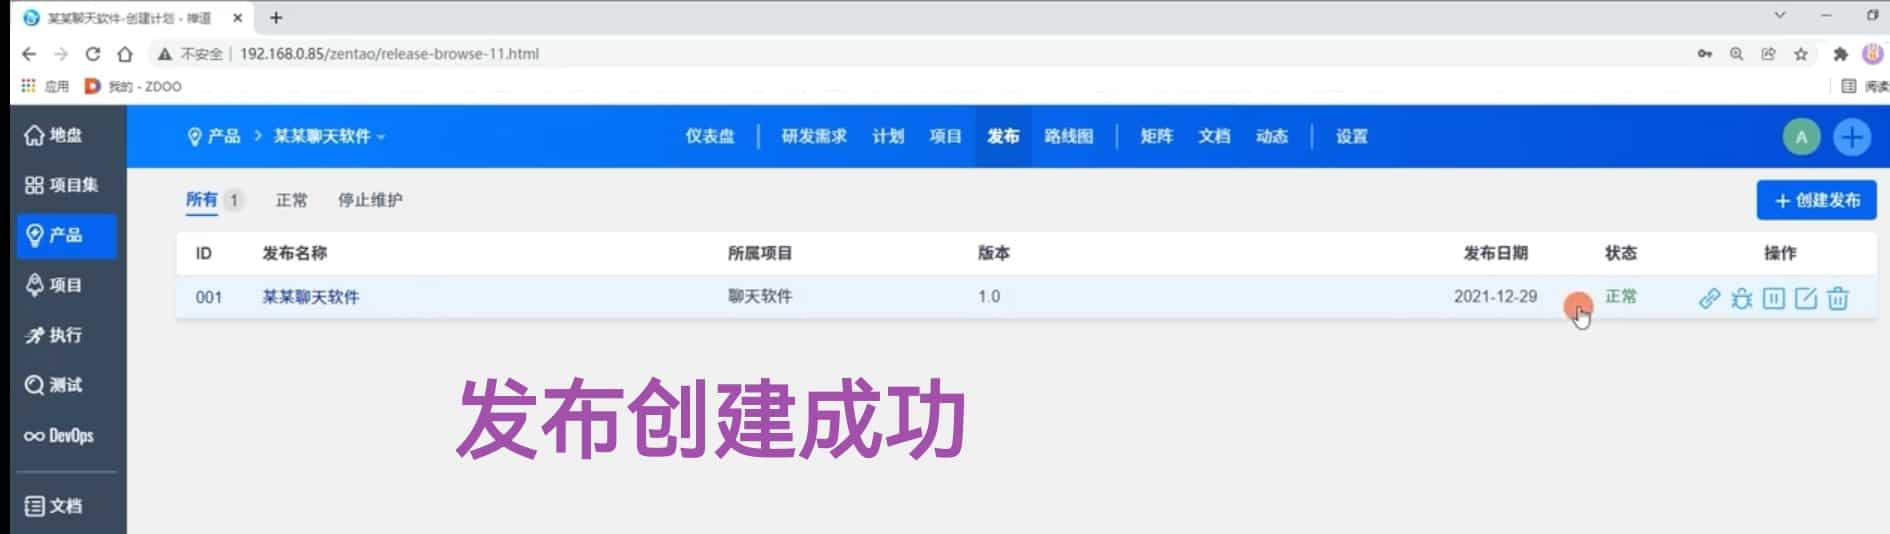 某某聊天软件-创建计划 - 禅道
不安全 | 192.168.0.85/zentao/release-browse-11.html
应用 我的 - ZDOO 阅读
地盘 产品 > 某某聊天软件 仪表盘 研发需求 计划 项目 发布 路线图 矩阵 文档 动态 设置 A
项目集 所有 1 正常 停止维护 + 创建发布
产品
ID 发布名称 所属项目 版本 发布日期 状态 操作
项目
001 某某聊天软件 聊天软件 1.0 2021-12-29 正常
执行
测试
发布创建成功
DevOps
文档